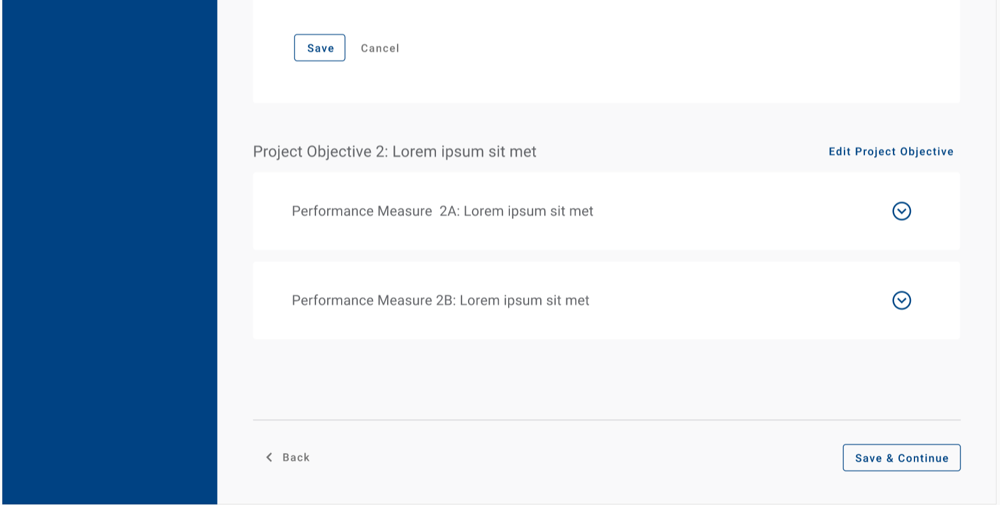 Save Cancel
Project Objective 2: Lorem ipsum sit met Edit Project Objective
Performance Measure  2A: Lorem ipsum sit met
Performance Measure 2B: Lorem ipsum sit met
Back Save & Continue